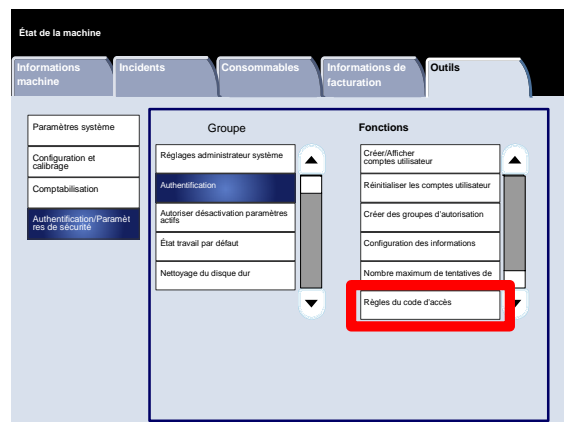 État de la machine
Informations
machine
Incidents
Consommables
Informations de
facturation
Outils
Paramètres système
Configuration et
calibrage
Comptabilisation
Authentification/Paramèt
res de sécurité
Groupe
Réglages administrateur système
Authentification
Autoriser désactivation paramètres
actifs
État travail par défaut
Nettoyage du disque dur
Fonctions
Créer/Afficher
comptes utilisateur
Réinitialiser les comptes utilisateur
Créer des groupes d'autorisation
Configuration des informations
Nombre maximum de tentatives de
Règles du code d'accès